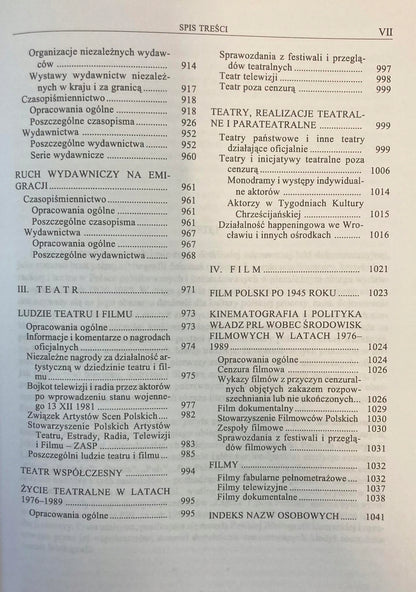 SPIS TREŚCI VII
Organizacje niezależnych wydaw-
ców 914
Wystawy wydawnictw niezależ-
nych w kraju i za granicą 917
Czasopiśmiennictwo 918
Opracowania ogólne 918
Poszczególne czasopisma 926
Wydawnictwa 952
Poszczególne wydawnictwa 952
Serie wydawnicze 960
RUCH WYDAWNICZY NA EMI-
GRACJI 961
Czasopiśmiennictwo 961
Opracowania ogólne 961
Poszczególne czasopisma 961
Wydawnictwa 967
Opracowania ogólne 967
Poszczególne wydawnictwa 968
III. TEATR 971
LUDZIE TEATRU I FILMU 973
Opracowania ogólne 973
Informacje i komentarze o nagrodach
oficjalnych 974
Niezależne nagrody za działalność ar-
tystyczną w dziedzinie teatru i fil-
mu 975
Bojkot telewizji i radia przez aktorów
po wprowadzeniu stanu wojenne-
go 13 XII 1981 977
Związek Artystów Scen Polskich 982
Stowarzyszenie Polskich Artystów
Teatru, Estrady, Radia, Telewizji
i Filmu – ZASP 983
Poszczególni ludzie teatru i filmu 985
TEATR WSPÓŁCZESNY 994
ŻYCIE TEATRALNE W LATACH
1976-1989 995
Opracowania ogólne 995
Sprawozdania z festiwali i przeglą-
dów teatralnych 997
Teatr telewizji 998
Teatr poza cenzurą 999
TEATRY, REALIZACJE TEATRAL-
NE I PARATEATRALNE 999
Teatry państwowe i inne teatry
działające oficjalnie 999
Teatry i inicjatywy teatralne poza
cenzurą 1006
Monodramy i występy indywidual-
ne aktorów 1014
Aktorzy w Tygodniach Kultury
Chrześcijańskiej 1015
Działalność happeningowa we Wro-
cławiu i innych ośrodkach 1016
IV. FILM 1021
FILM POLSKI PO 1945 ROKU 1023
KINEMATOGRAFIA I POLITYKA
WŁADZ PRL WOBEC ŚRODOWISK
FILMOWYCH W LATACH 1976–
1989 1024
Opracowania ogólne 1024
Cenzura filmowa 1026
Wykazy filmów z przyczyn cenzural-
nych objętych zakazem rozpow-
szechniania lub nie ukończonych 1026
Film dokumentalny 1029
Stowarzyszenie Filmowców Polskich 1030
Zespoły filmowe 1030
Sprawozdania z festiwali i przeglą-
dów filmowych 1031
FILMY 1032
Filmy fabularne pełnometrażowe 1032
Filmy telewizyjne 1037
Filmy dokumentalne 1038
INDEKS NAZW OSOBOWYCH 1041